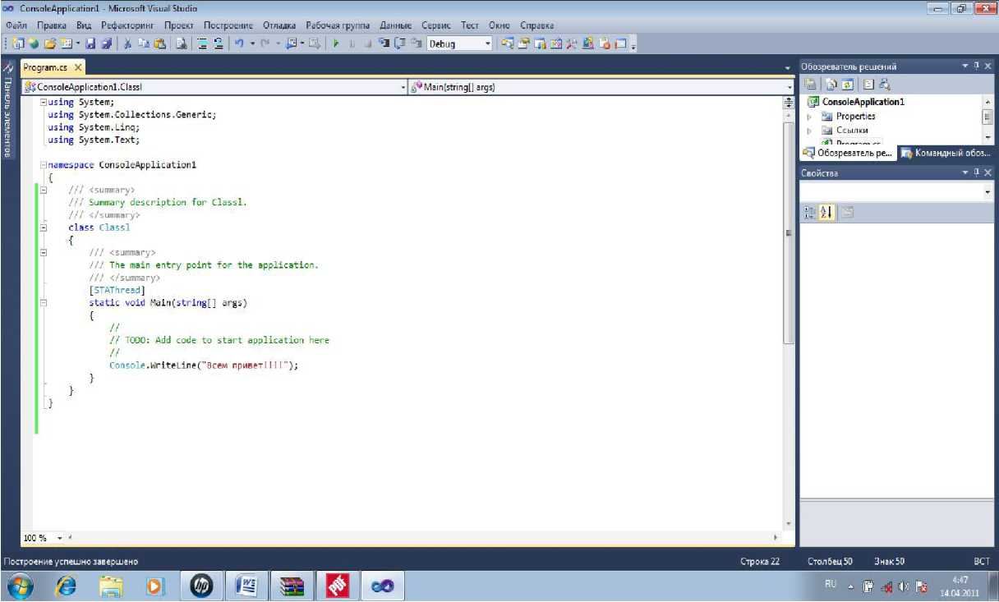 ConsoleApplication1 - Microsoft Visual Studio
Файл Правка Вид Рефакторинг Проект Построение Отладка Рабочая группа Данные Сервис Тест Окно Справка
Debug
Панель элементов
Program.cs
ConsoleApplication1.Classl
Main(string[] args)
using System;
using System.Collections.Generic;
using System.Linq;
using System.Text;
namespace ConsoleApplication1
{
/// <summary>
/// Summary description for Classl.
/// </summary>
class Classl
{
/// <summary>
/// The main entry point for the application.
/// </summary>
[STAThread]
static void Main(string[] args)
{
//
// TODO: Add code to start application here
//
Console.WriteLine("Всем привет!!!!");
}
}
}
100 %
Обозреватель решений
ConsoleApplication1
Properties
Ссылки
Program.cs
Обозреватель ре... Командный обоз...
Свойства
Построение успешно завершено
Строка 22 Столбец 50 Знак 50 ВСТ
RU
4:47
14.04.2011